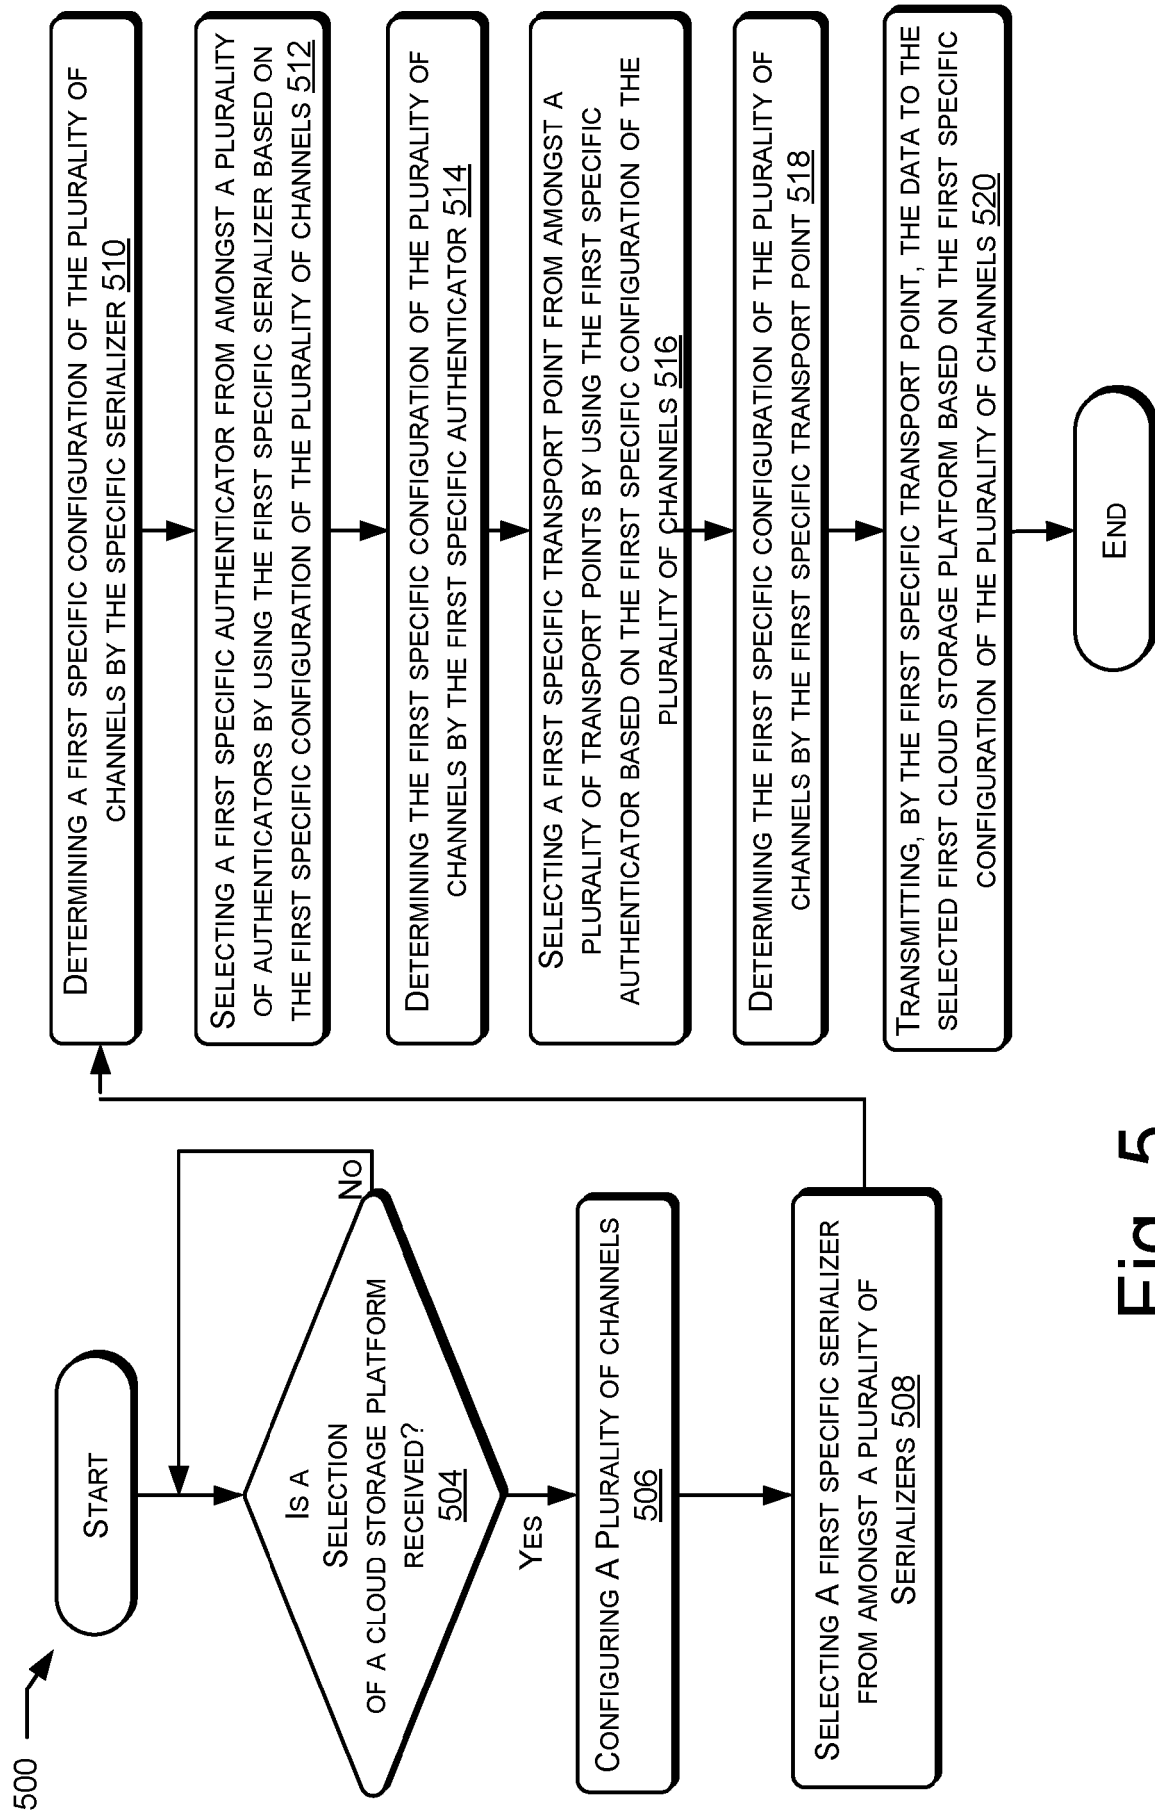 500
START
IS A
SELECTION
OF A CLOUD STORAGE PLATFORM
RECEIVED?
504
NO
YES
CONFIGURING A PLURALITY OF CHANNELS
506
SELECTING A FIRST SPECIFIC SERIALIZER
FROM AMONGST A PLURALITY OF
SERIALIZERS 508
DETERMINING A FIRST SPECIFIC CONFIGURATION OF THE PLURALITY OF
CHANNELS BY THE SPECIFIC SERIALIZER 510
SELECTING A FIRST SPECIFIC AUTHENTICATOR FROM AMONGST A PLURALITY
OF AUTHENTICATORS BY USING THE FIRST SPECIFIC SERIALIZER BASED ON
THE FIRST SPECIFIC CONFIGURATION OF THE PLURALITY OF CHANNELS 512
DETERMINING THE FIRST SPECIFIC CONFIGURATION OF THE PLURALITY OF
CHANNELS BY THE FIRST SPECIFIC AUTHENTICATOR 514
SELECTING A FIRST SPECIFIC TRANSPORT POINT FROM AMONGST A
PLURALITY OF TRANSPORT POINTS BY USING THE FIRST SPECIFIC
AUTHENTICATOR BASED ON THE FIRST SPECIFIC CONFIGURATION OF THE
PLURALITY OF CHANNELS 516
DETERMINING THE FIRST SPECIFIC CONFIGURATION OF THE PLURALITY OF
CHANNELS BY THE FIRST SPECIFIC TRANSPORT POINT 518
TRANSMITTING, BY THE FIRST SPECIFIC TRANSPORT POINT, THE DATA TO THE
SELECTED FIRST CLOUD STORAGE PLATFORM BASED ON THE FIRST SPECIFIC
CONFIGURATION OF THE PLURALITY OF CHANNELS 520
END
Fig. 5